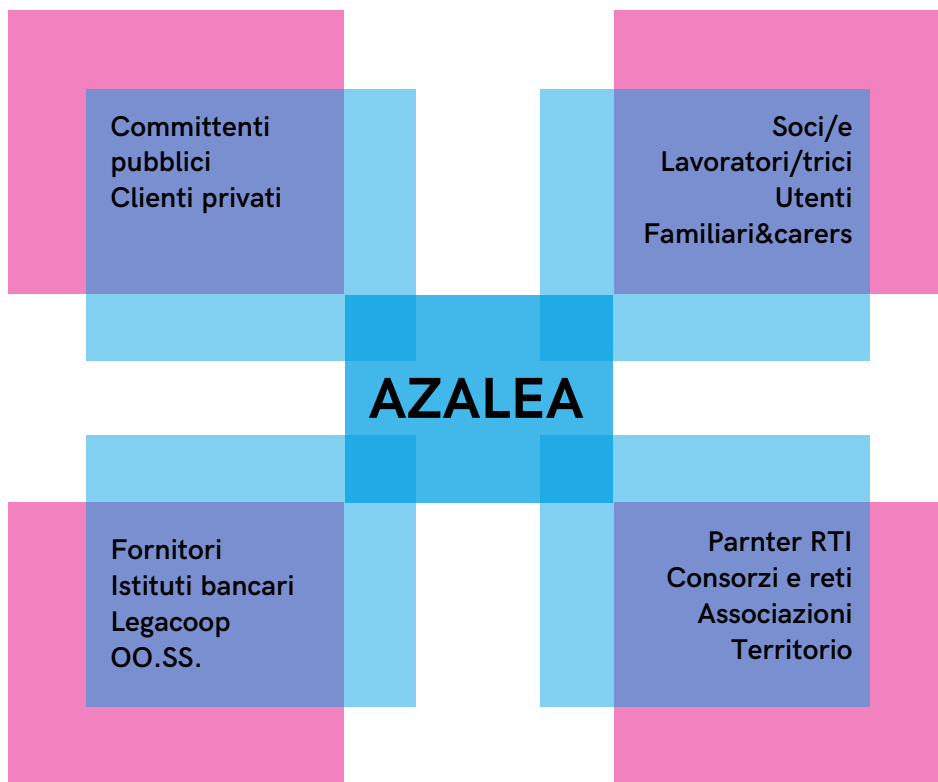 Committenti
pubblici
Clienti privati
Soci/e
Lavoratori/trici
Utenti
Familiari&carers
AZALEA
Fornitori
Istituti bancari
Legacoop
OO.SS.
Parnter RTI
Consorzi e reti
Associazioni
Territorio